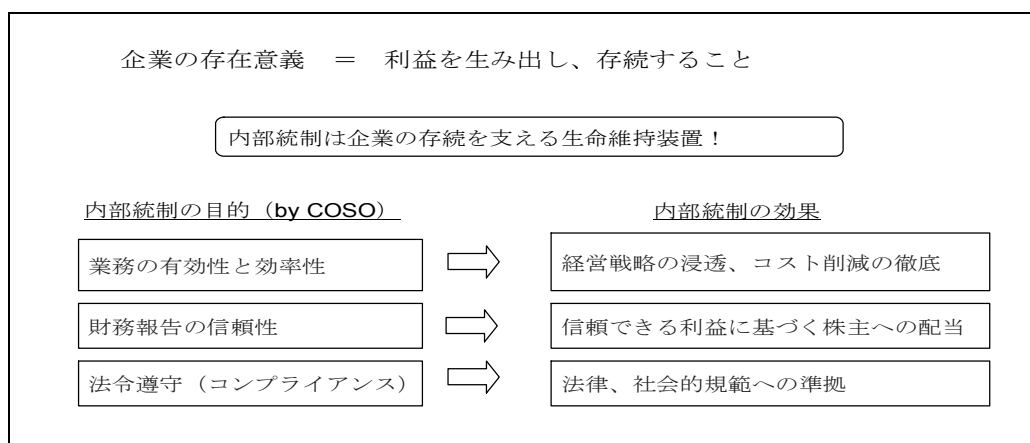 企業の存在意義 ＝ 利益を生み出し、存続すること
内部統制は企業の存続を支える生命維持装置！
内部統制の目的（by COSO）
内部統制の効果
業務の有効性と効率性
経営戦略の浸透、コスト削減の徹底
財務報告の信頼性
信頼できる利益に基づく株主への配当
法令遵守（コンプライアンス）
法律、社会的規範への準拠